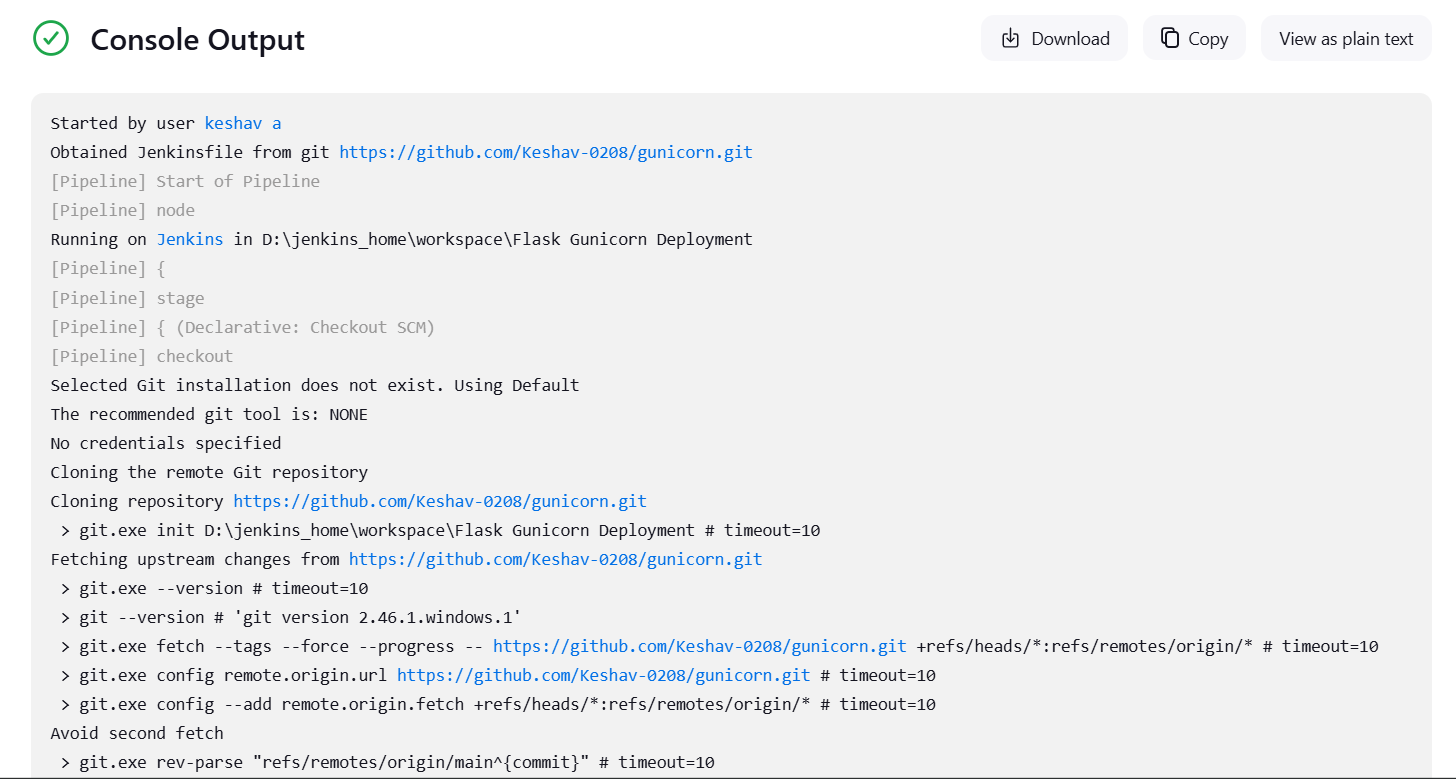 Console Output
Download
Copy
View as plain text
Started by user keshav a
Obtained Jenkinsfile from git https://github.com/Keshav-0208/gunicorn.git
[Pipeline] Start of Pipeline
[Pipeline] node
Running on Jenkins in D:\jenkins_home\workspace\Flask Gunicorn Deployment
[Pipeline] {
[Pipeline] stage
[Pipeline] { (Declarative: Checkout SCM)
[Pipeline] checkout
Selected Git installation does not exist. Using Default
The recommended git tool is: NONE
No credentials specified
Cloning the remote Git repository
Cloning repository https://github.com/Keshav-0208/gunicorn.git
 > git.exe init D:\jenkins_home\workspace\Flask Gunicorn Deployment # timeout=10
Fetching upstream changes from https://github.com/Keshav-0208/gunicorn.git
 > git.exe --version # timeout=10
 > git --version # 'git version 2.46.1.windows.1'
 > git.exe fetch --tags --force --progress -- https://github.com/Keshav-0208/gunicorn.git +refs/heads/*:refs/remotes/origin/* # timeout=10
 > git.exe config remote.origin.url https://github.com/Keshav-0208/gunicorn.git # timeout=10
 > git.exe config --add remote.origin.fetch +refs/heads/*:refs/remotes/origin/* # timeout=10
Avoid second fetch
 > git.exe rev-parse "refs/remotes/origin/main^{commit}" # timeout=10